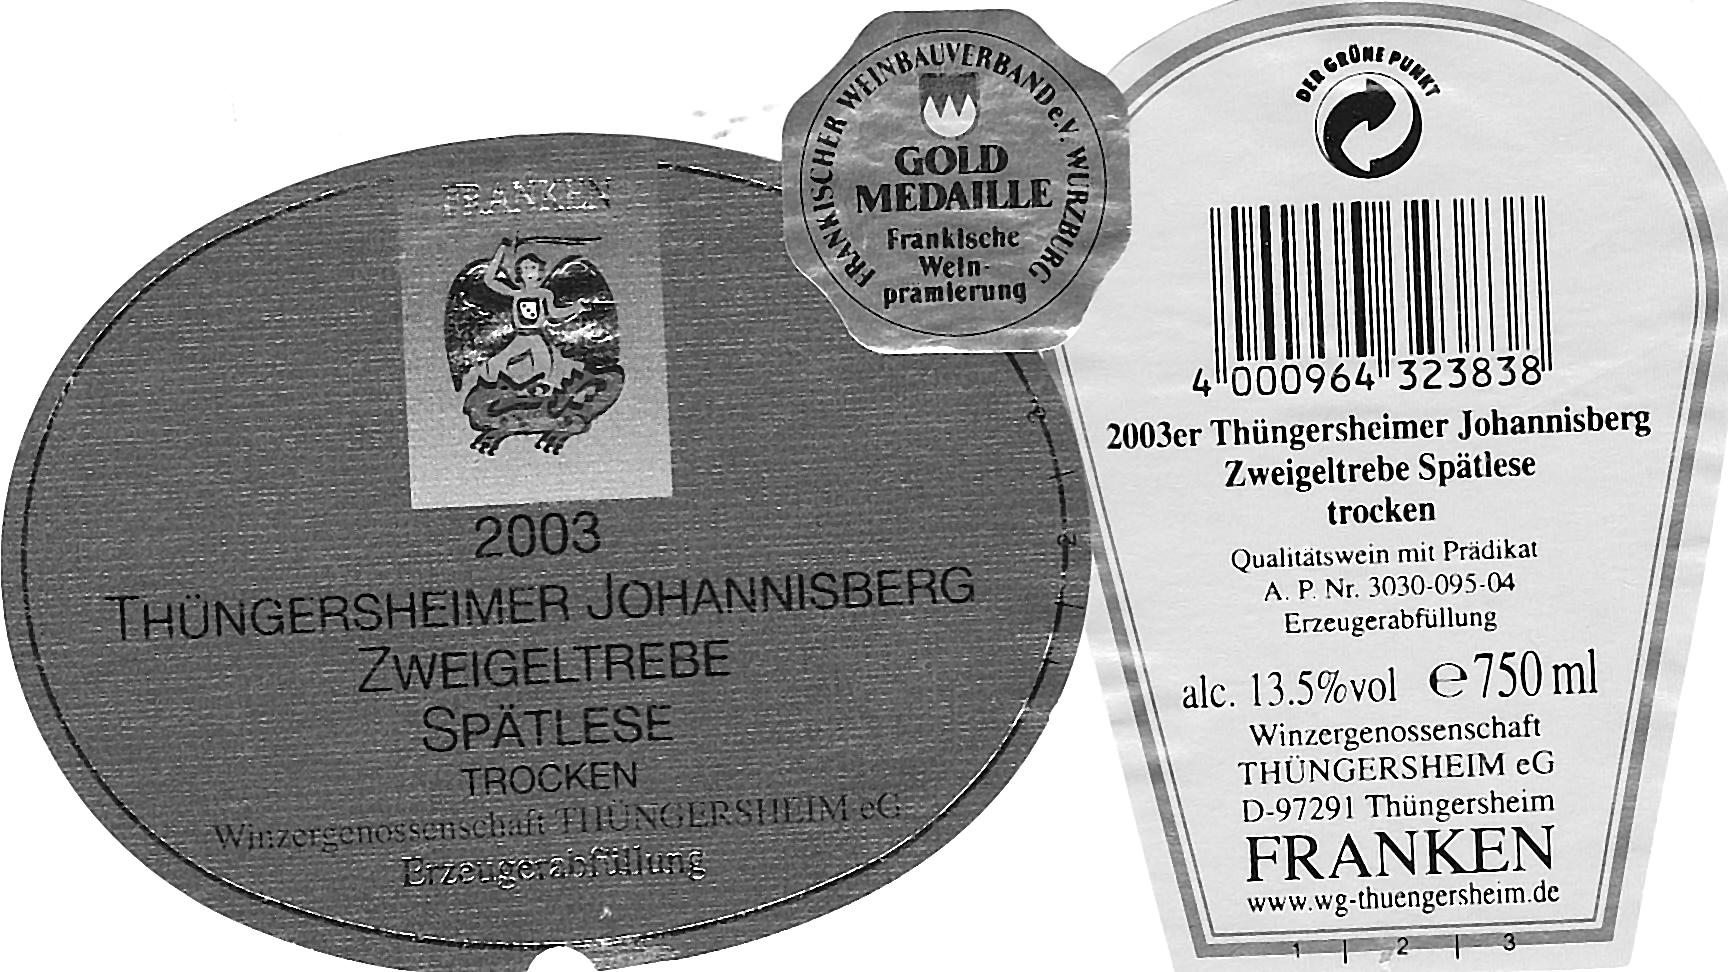 FRANKEN
2003
THÜNGERSHEIMER JOHANNISBERG
ZWEIGELTREBE
SPÄTLESE
TROCKEN
Winzergenossenschaft THÜNGERSHEIM eG
Erzeugerabfüllung
FRÄNKISCHER WEINBAUVERBAND e.V. WÜRZBURG
GOLD
MEDAILLE
Fränkische
Wein-
prämierung
DER GRÜNE PUNKT
4 000964 323838
2003er Thüngersheimer Johannisberg
Zweigeltrebe Spätlese
trocken
Qualitätswein mit Prädikat
A. P. Nr. 3030-095-04
Erzeugerabfüllung
alc. 13.5%vol e 750 ml
Winzergenossenschaft
THÜNGERSHEIM eG
D-97291 Thüngersheim
FRANKEN
www.wg-thuengersheim.de
1 | 2 | 3